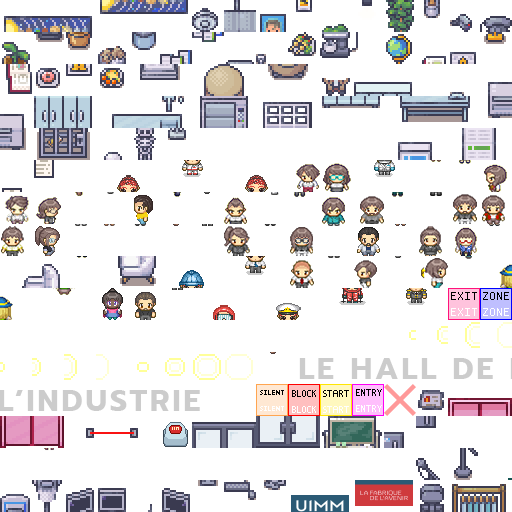 EXIT ZONE
EXIT ZONE
LE HALL DE
L'INDUSTRIE
SILENT BLOCK START ENTRY
SILENT BLOCK START ENTRY
UIMM
LA FABRIQUE
DE L'AVENIR